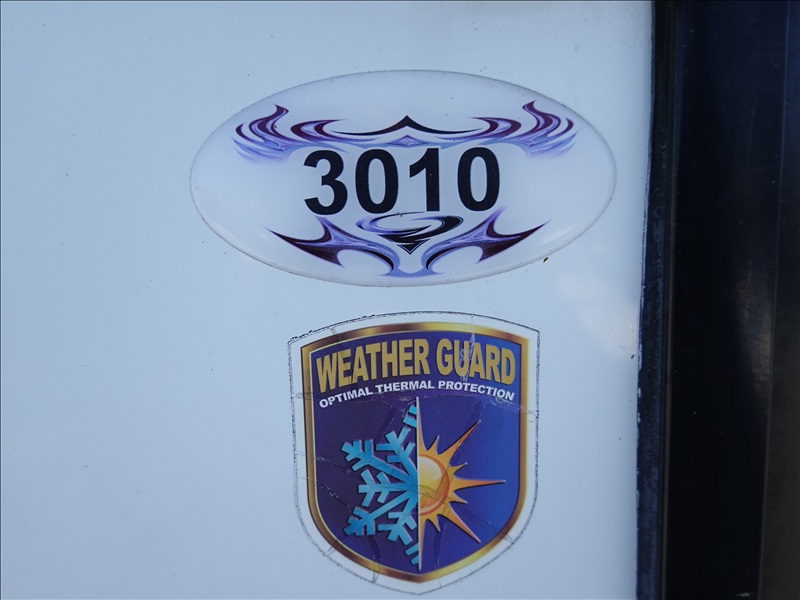 3010
WEATHER GUARD
OPTIMAL THERMAL PROTECTION